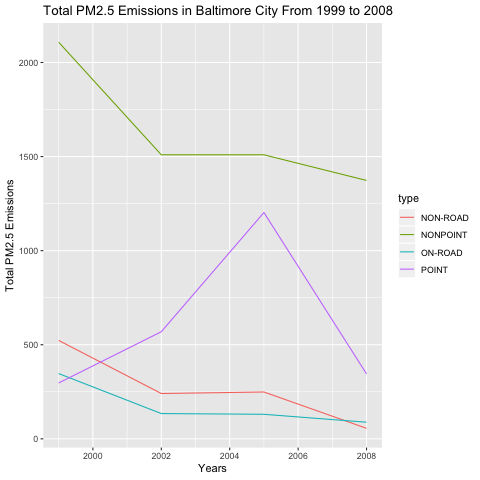 Total PM2.5 Emissions in Baltimore City From 1999 to 2008
Total PM2.5 Emissions
2000
1500
1000
500
0
2000 2002 2004 2006 2008
Years
type
NON-ROAD
NONPOINT
ON-ROAD
POINT